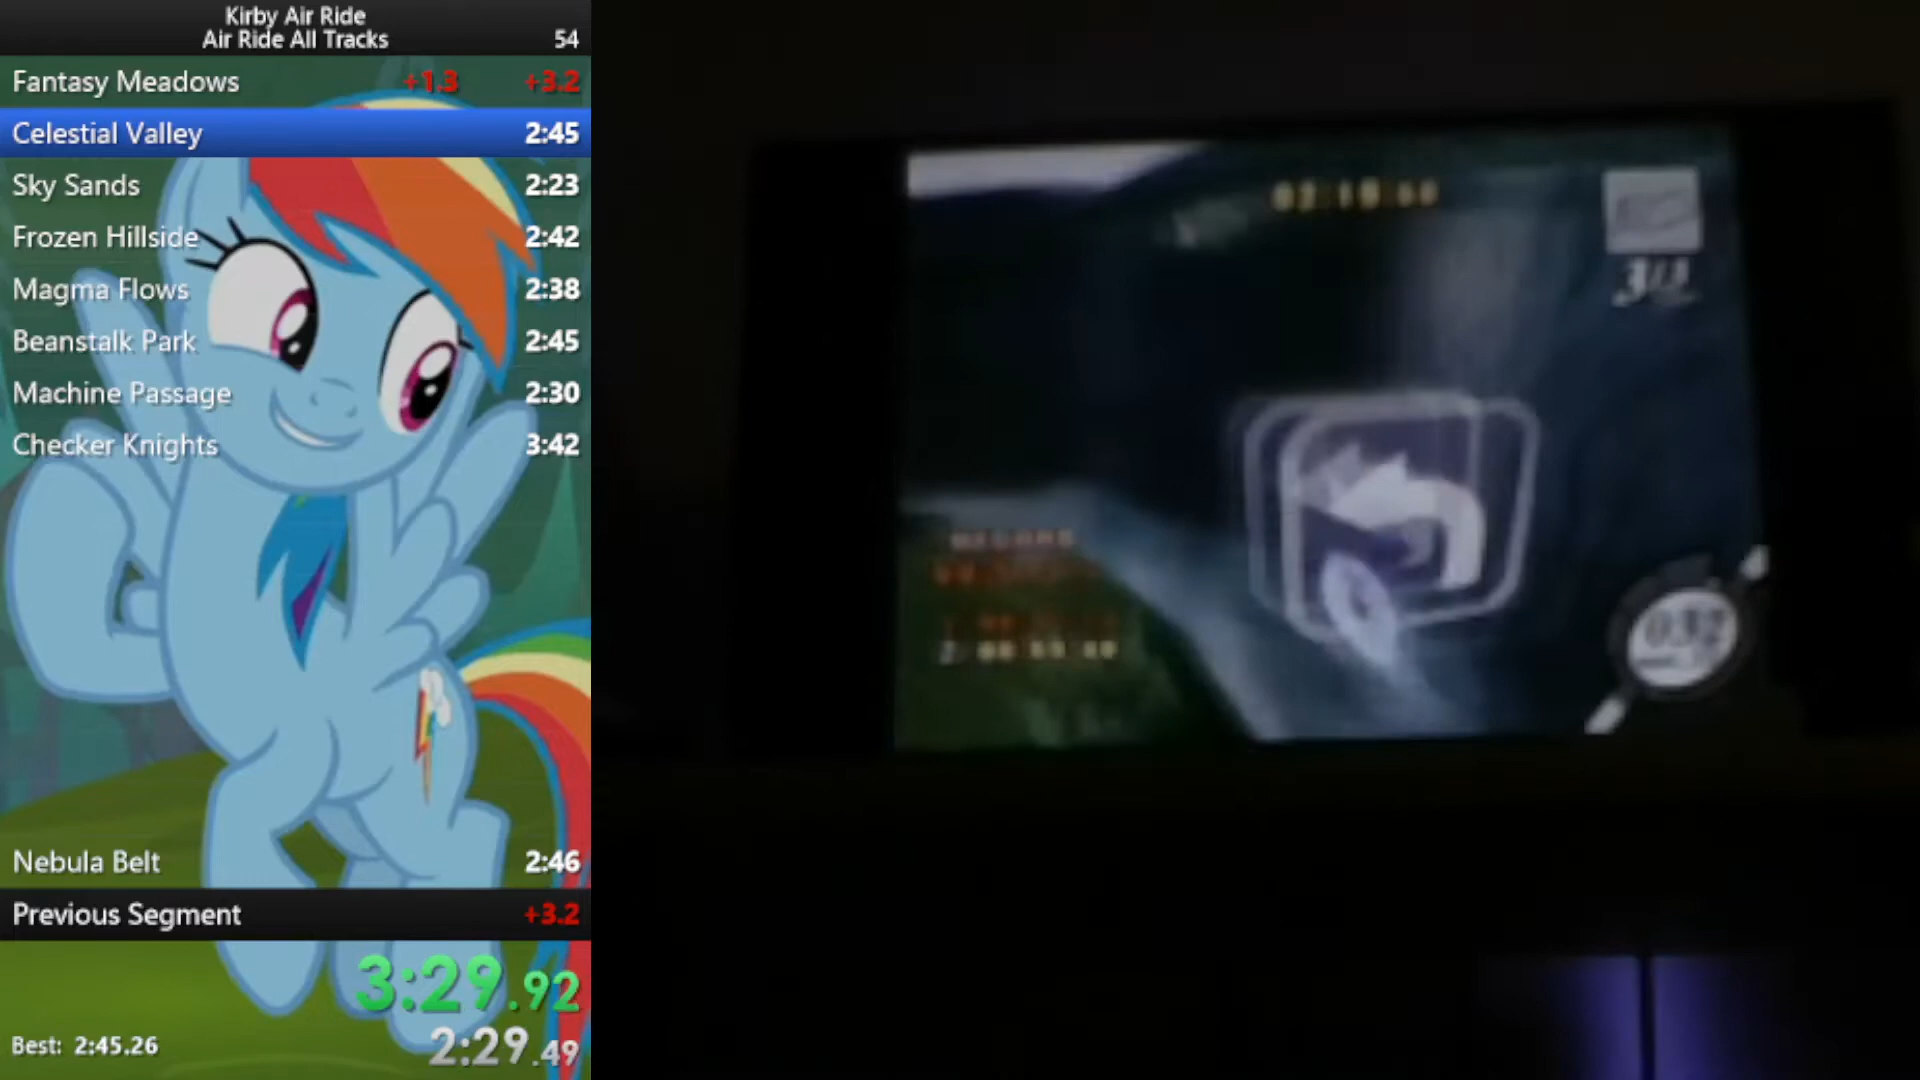 Kirby Air Ride
Air Ride All Tracks 54
Fantasy Meadows +1.3 +3.2
Celestial Valley 2:45
Sky Sands 2:23
Frozen Hillside 2:42
Magma Flows 2:38
Beanstalk Park 2:45
Machine Passage 2:30
Checker Knights 3:42
Nebula Belt 2:46
Previous Segment +3.2
3:29.92
Best: 2:45.26 2:29.49